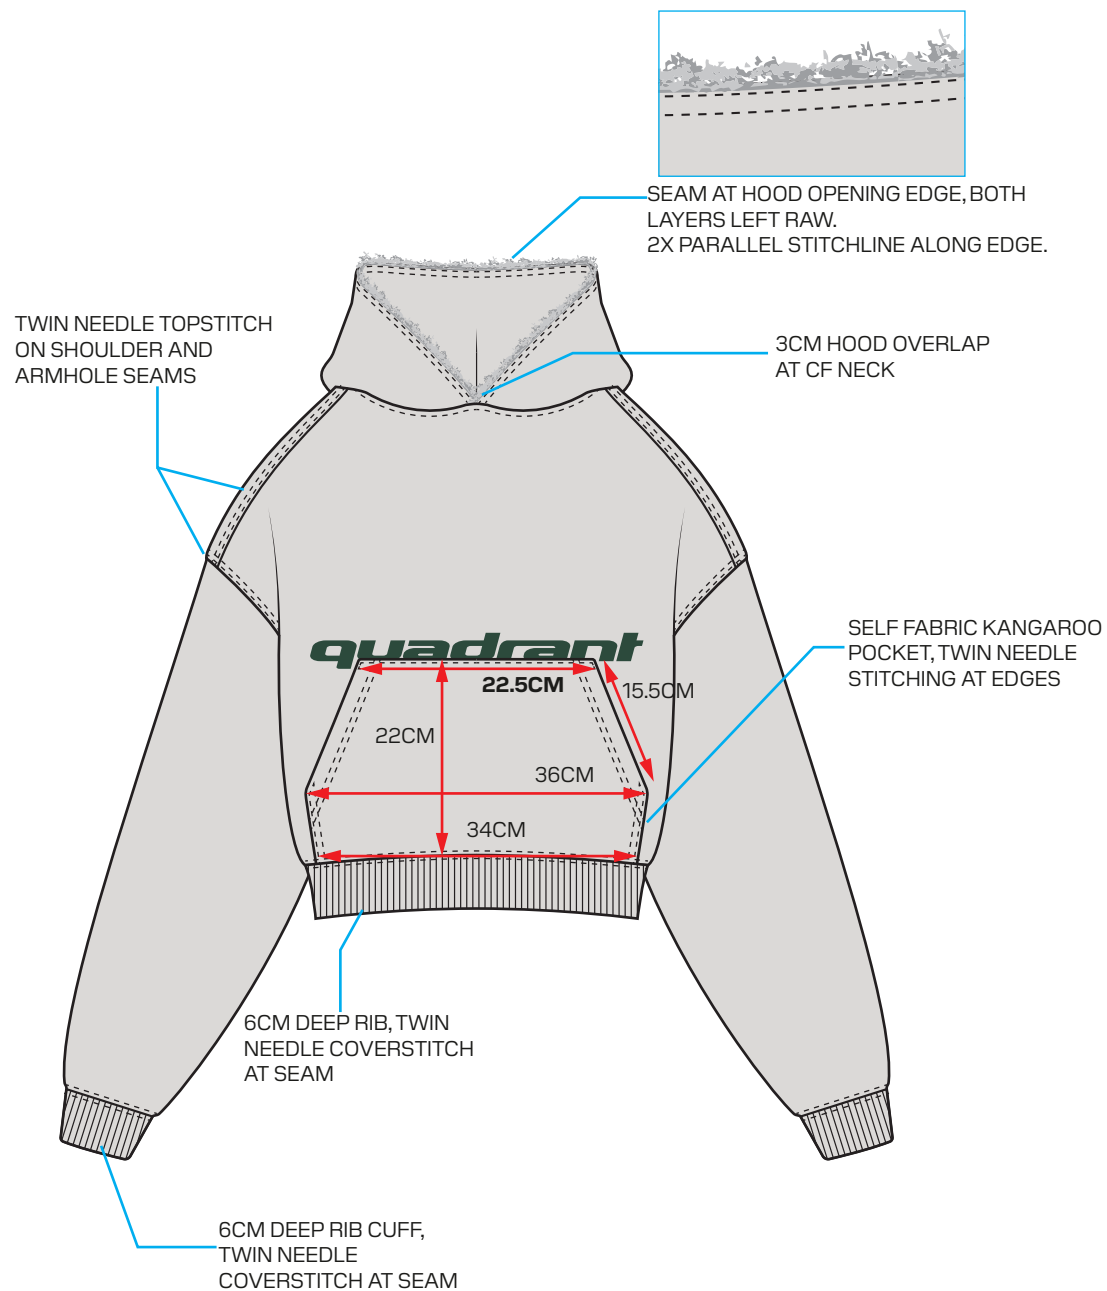 SEAM AT HOOD OPENING EDGE, BOTH
LAYERS LEFT RAW.
2X PARALLEL STITCHLINE ALONG EDGE.
TWIN NEEDLE TOPSTITCH
ON SHOULDER AND
ARMHOLE SEAMS
3CM HOOD OVERLAP
AT CF NECK
SELF FABRIC KANGAROO
POCKET, TWIN NEEDLE
STITCHING AT EDGES
quadrant
22.5CM
15.5CM
22CM
36CM
34CM
6CM DEEP RIB, TWIN
NEEDLE COVERSTITCH
AT SEAM
6CM DEEP RIB CUFF,
TWIN NEEDLE
COVERSTITCH AT SEAM